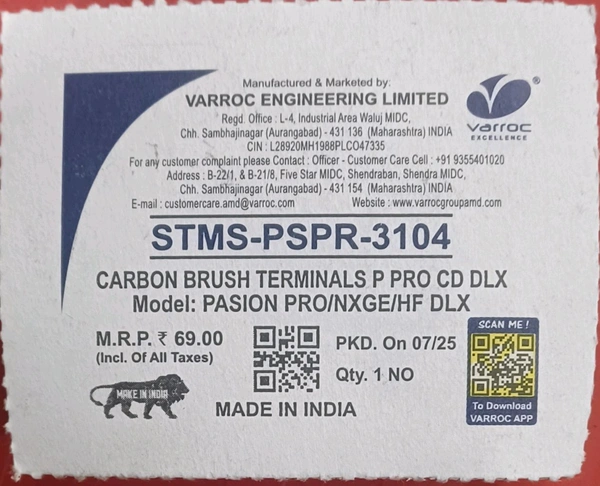 Manufactured & Marketed by:
VARROC ENGINEERING LIMITED
Regd. Office : L-4, Industrial Area Waluj MIDC,
Chh. Sambhajinagar (Aurangabad) - 431 136 (Maharashtra) INDIA
CIN : L28920MH1988PLC047335
For any customer complaint please Contact : Officer - Customer Care Cell : +91 9355401020
Address : B-22/1, & B-21/8, Five Star MIDC, Shendraban, Shendra MIDC,
Chh. Sambhajinagar (Aurangabad) - 431 154 (Maharashtra) INDIA
E-mail : customercare.amd@varroc.com Website : www.varrocgroupamd.com
varroc®
EXCELLENCE
STMS-PSPR-3104
CARBON BRUSH TERMINALS P PRO CD DLX
Model: PASION PRO/NXGE/HF DLX
M.R.P. ₹ 69.00
(Incl. Of All Taxes)
PKD. On 07/25
Qty. 1 NO
MAKE IN INDIA
MADE IN INDIA
SCAN ME!
To Download
VARROC APP